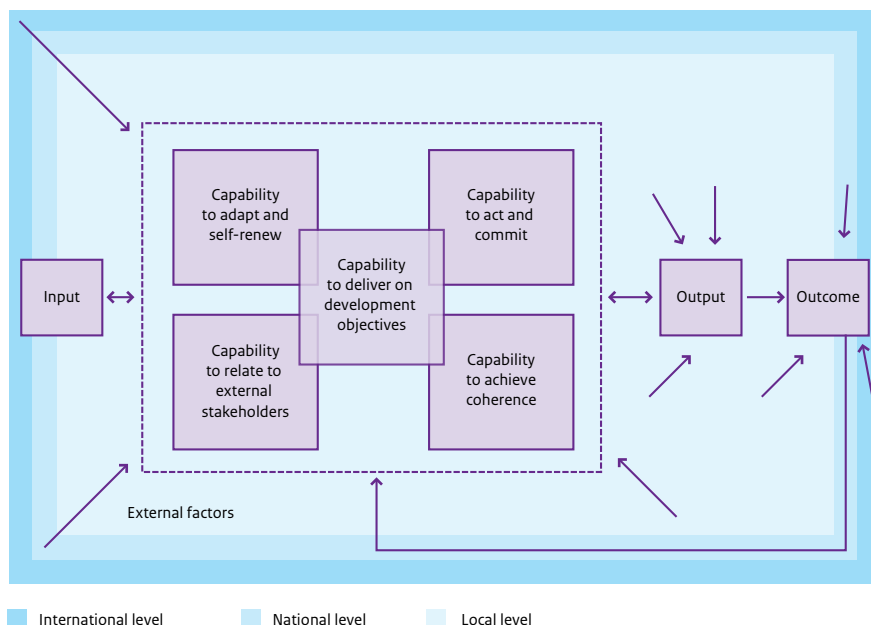 Capability
to adapt and
self-renew
Capability
to act and
commit
Capability
to deliver on
development
objectives
Input
Output
Outcome
Capability
to relate to
external
stakeholders
Capability
to achieve
coherence
External factors
International level
National level
Local level